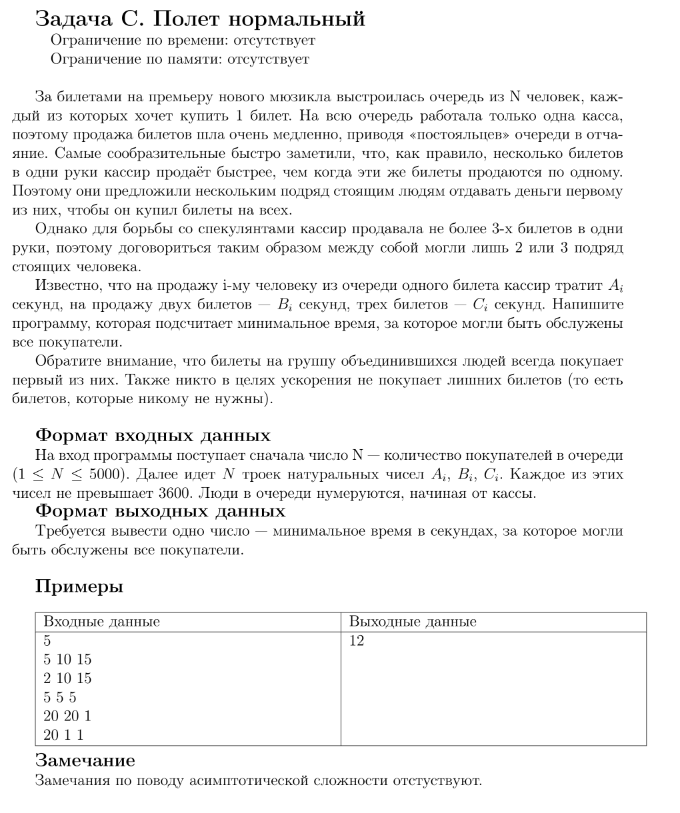 Задача C. Полет нормальный
Ограничение по времени: отсутствует
Ограничение по памяти: отсутствует
За билетами на премьеру нового мюзикла выстроилась очередь из N человек, каж-
дый из которых хочет купить 1 билет. На всю очередь работала только одна касса,
поэтому продажа билетов шла очень медленно, приводя «постояльцев» очереди в отча-
яние. Самые сообразительные быстро заметили, что, как правило, несколько билетов
в одни руки кассир продаёт быстрее, чем когда эти же билеты продаются по одному.
Поэтому они предложили нескольким подряд стоящим людям отдавать деньги первому
из них, чтобы он купил билеты на всех.
Однако для борьбы со спекулянтами кассир продавала не более 3-х билетов в одни
руки, поэтому договориться таким образом между собой могли лишь 2 или 3 подряд
стоящих человека.
Известно, что на продажу i-му человеку из очереди одного билета кассир тратит A_i
секунд, на продажу двух билетов — B_i секунд, трех билетов — C_i секунд. Напишите
программу, которая подсчитает минимальное время, за которое могли быть обслужены
все покупатели.
Обратите внимание, что билеты на группу объединившихся людей всегда покупает
первый из них. Также никто в целях ускорения не покупает лишних билетов (то есть
билетов, которые никому не нужны).
Формат входных данных
На вход программы поступает сначала число N — количество покупателей в очереди
(1 ≤ N ≤ 5000). Далее идет N троек натуральных чисел A_i, B_i, C_i. Каждое из этих
чисел не превышает 3600. Люди в очереди нумеруются, начиная от кассы.
Формат выходных данных
Требуется вывести одно число — минимальное время в секундах, за которое могли
быть обслужены все покупатели.
Примеры
Входные данные Выходные данные
5 12
5 10 15
2 10 15
5 5 5
20 20 1
20 1 1
Замечание
Замечания по поводу асимптотической сложности отстуствуют.